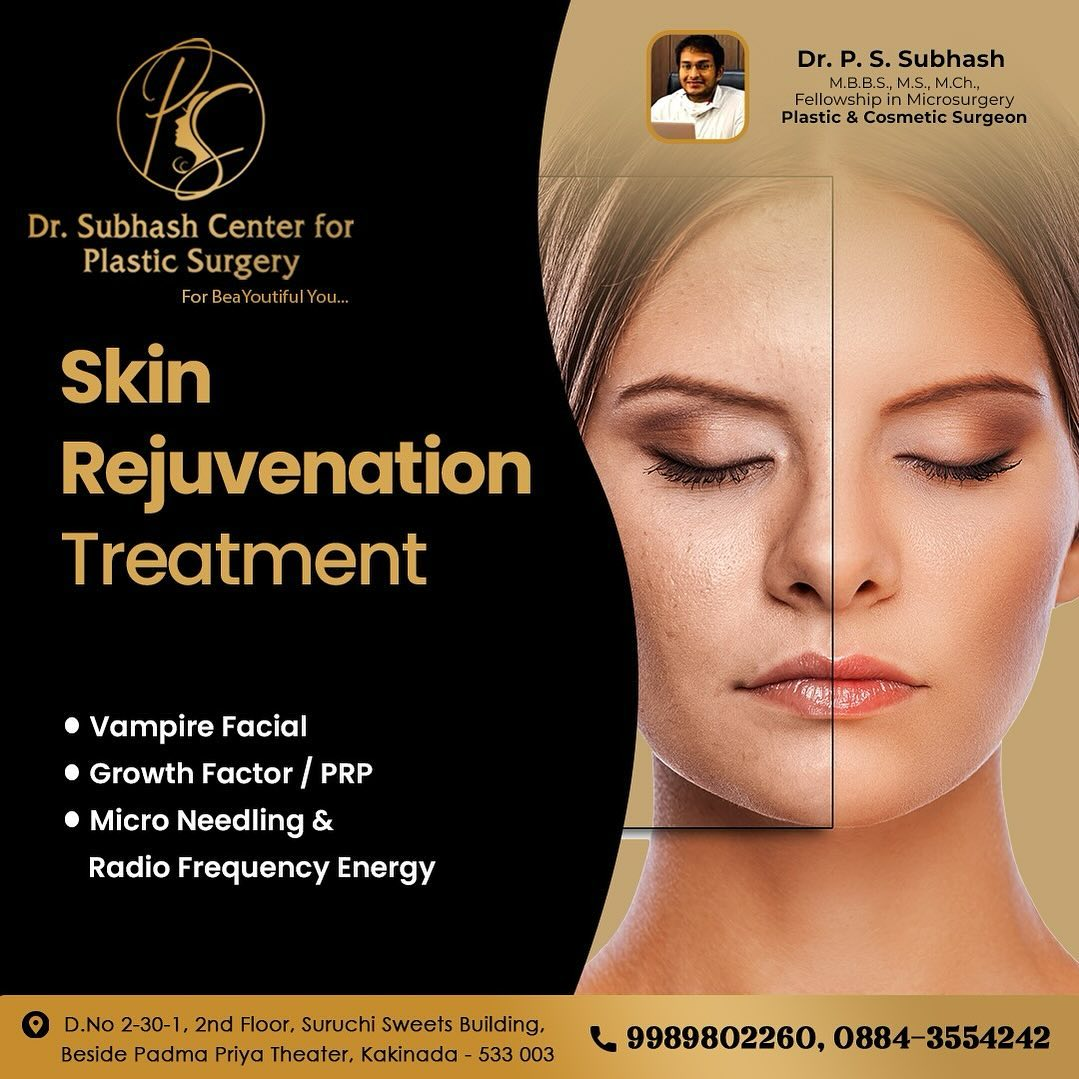 PS
Dr. Subhash Center for
Plastic Surgery
For BeaYoutiful You...
Dr. P. S. Subhash
M.B.B.S., M.S., M.Ch.,
Fellowship in Microsurgery
Plastic & Cosmetic Surgeon
Skin
Rejuvenation
Treatment
• Vampire Facial
• Growth Factor / PRP
• Micro Needling &
Radio Frequency Energy
D.No 2-30-1, 2nd Floor, Suruchi Sweets Building,
Beside Padma Priya Theater, Kakinada - 533 003
9989802260, 0884-3554242